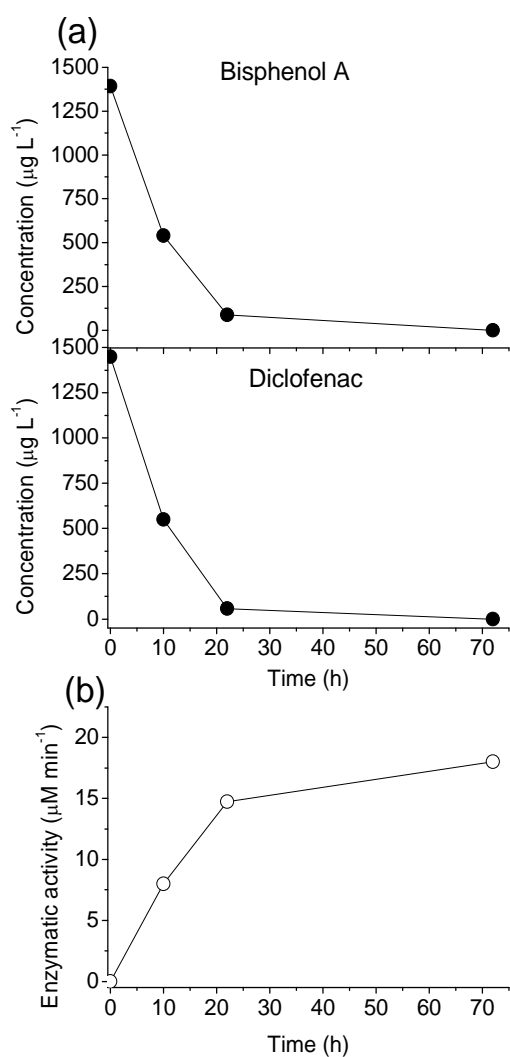 (a)
Bisphenol A
1500
1250
1000
750
500
250
0
Concentration (μg L⁻¹)
Diclofenac
1500
1250
1000
750
500
250
0
Concentration (μg L⁻¹)
0 10 20 30 40 50 60 70
Time (h)
(b)
20
15
10
5
0
Enzymatic activity (μM min⁻¹)
0 10 20 30 40 50 60 70
Time (h)